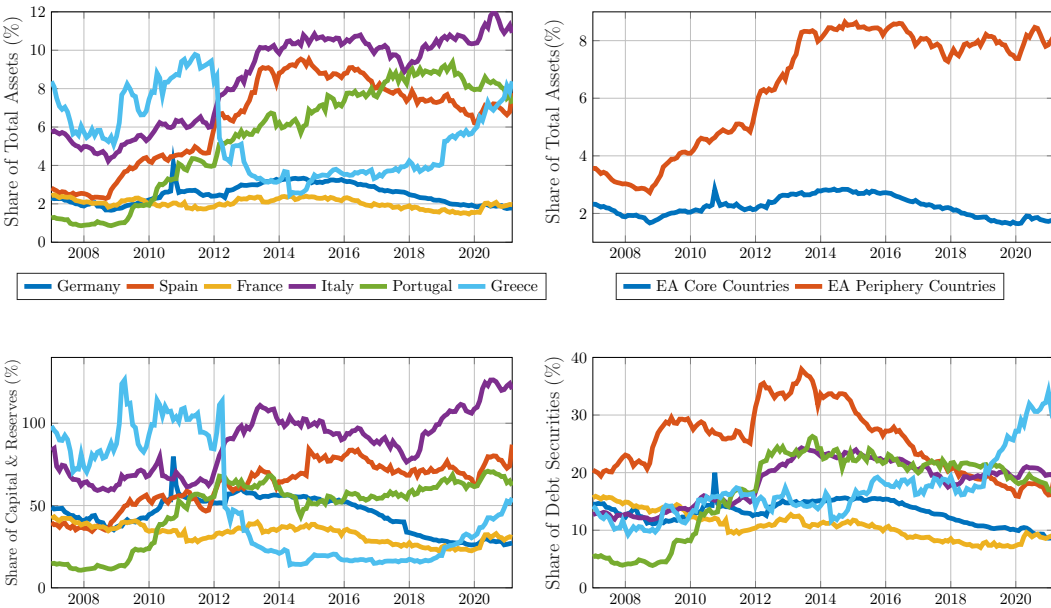 Share of Total Assets (%)
12
10
8
6
4
2
0
2008 2010 2012 2014 2016 2018 2020
Germany Spain France Italy Portugal Greece
Share of Total Assets(%)
8
6
4
2
2008 2010 2012 2014 2016 2018 2020
EA Core Countries EA Periphery Countries
Share of Capital & Reserves (%)
100
50
0
2008 2010 2012 2014 2016 2018 2020
Share of Debt Securities (%)
40
30
20
10
0
2008 2010 2012 2014 2016 2018 2020